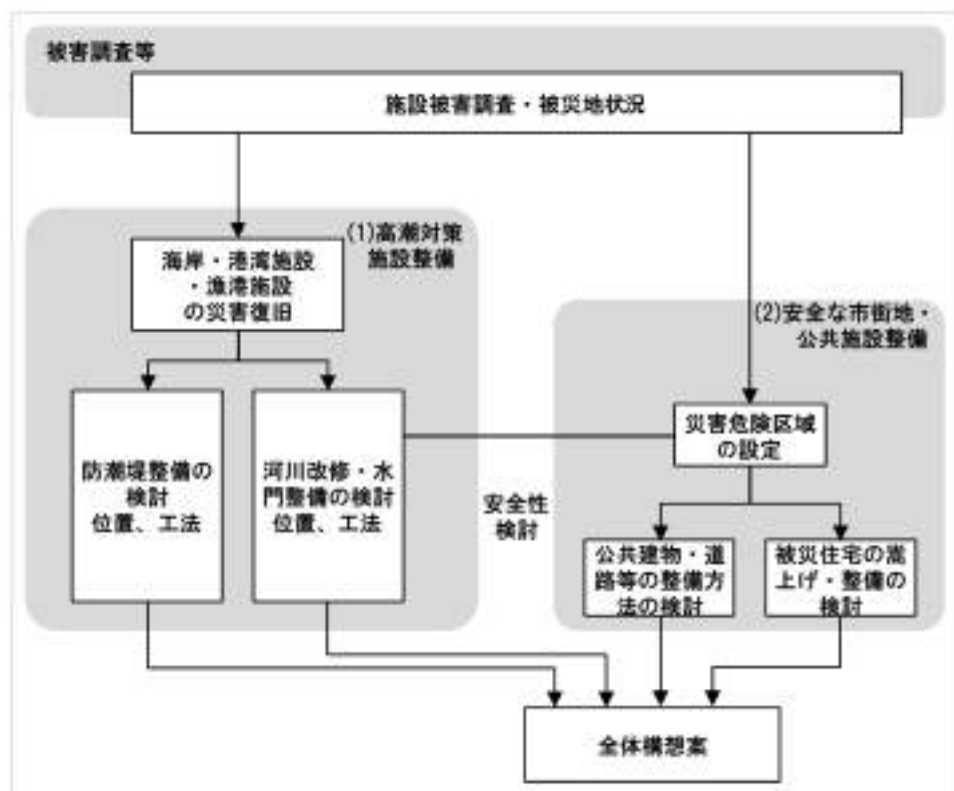 被害調査等
施設被害調査・被災地状況
(1)高潮対策
施設整備
海岸・港湾施設
・漁港施設
の災害復旧
防潮堤整備の
検討
位置、工法
河川改修・水
門整備の検討
位置、工法
安全性
検討
(2)安全な市街地・
公共施設整備
災害危険区域
の設定
公共建物・道
路等の整備方
法の検討
被災住宅の嵩
上げ・整備の
検討
全体構想案